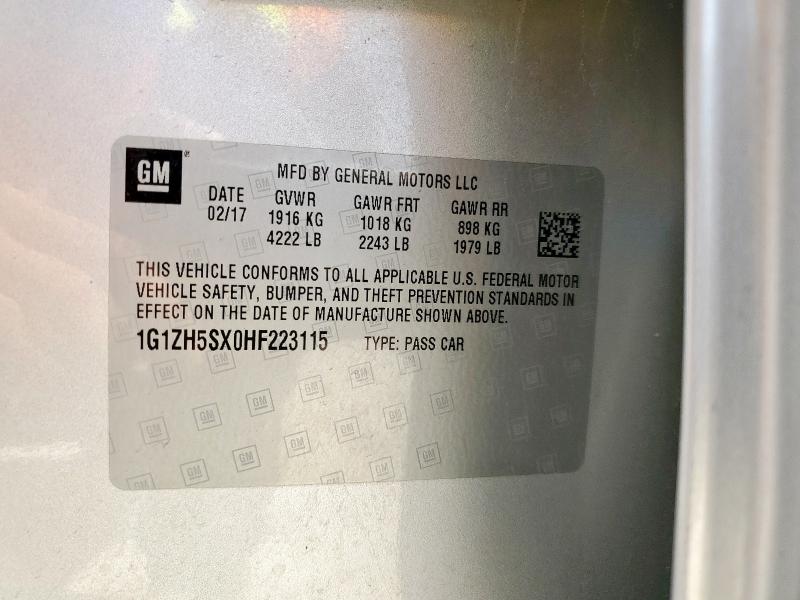 GM
MFD BY GENERAL MOTORS LLC
DATE GVWR GAWR FRT GAWR RR
02/17 1916 KG 1018 KG 898 KG
4222 LB 2243 LB 1979 LB
THIS VEHICLE CONFORMS TO ALL APPLICABLE U.S. FEDERAL MOTOR
VEHICLE SAFETY, BUMPER, AND THEFT PREVENTION STANDARDS IN
EFFECT ON THE DATE OF MANUFACTURE SHOWN ABOVE.
1G1ZH5SX0HF223115 TYPE: PASS CAR